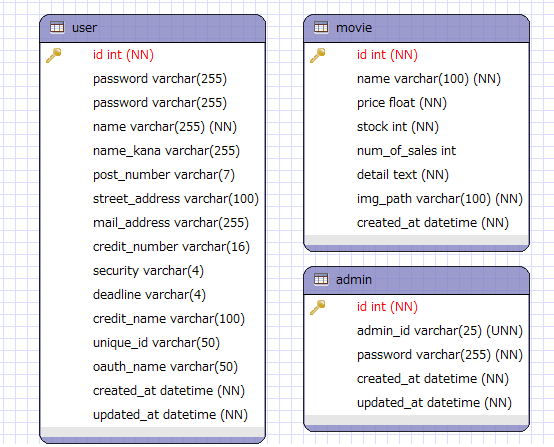 user
id int (NN)
password varchar(255)
password varchar(255)
name varchar(255) (NN)
name_kana varchar(255)
post_number varchar(7)
street_address varchar(100)
mail_address varchar(255)
credit_number varchar(16)
security varchar(4)
deadline varchar(4)
credit_name varchar(100)
unique_id varchar(50)
oauth_name varchar(50)
created_at datetime (NN)
updated_at datetime (NN)
movie
id int (NN)
name varchar(100) (NN)
price float (NN)
stock int (NN)
num_of_sales int
detail text (NN)
img_path varchar(100) (NN)
created_at datetime (NN)
admin
id int (NN)
admin_id varchar(25) (UNN)
password varchar(255) (NN)
created_at datetime (NN)
updated_at datetime (NN)